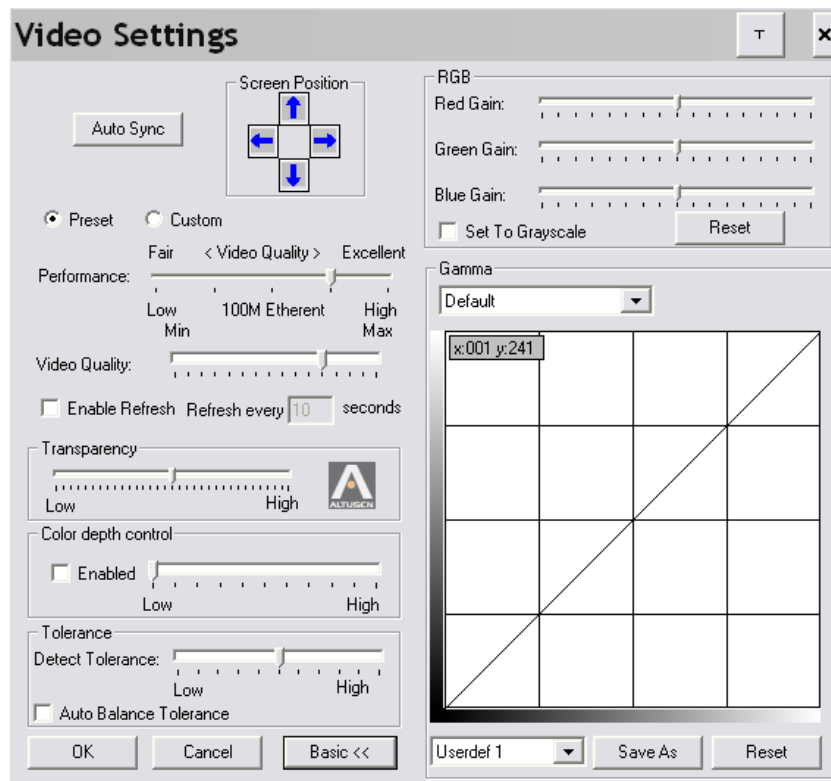 Video Settings
T
×
Auto Sync
Screen Position
Preset
Custom
Fair
< Video Quality >
Excellent
Performance:
Low
100M Etherent
High
Min
Max
Video Quality:
Enable Refresh
Refresh every
10
seconds
Transparency
Low
High
ALTUSEN
Color depth control
Enabled
Low
High
Tolerance
Detect Tolerance:
Low
High
Auto Balance Tolerance
OK
Cancel
Basic <<
RGB
Red Gain:
Green Gain:
Blue Gain:
Set To Grayscale
Reset
Gamma
Default
x:001 y:241
Userdef 1
Save As
Reset